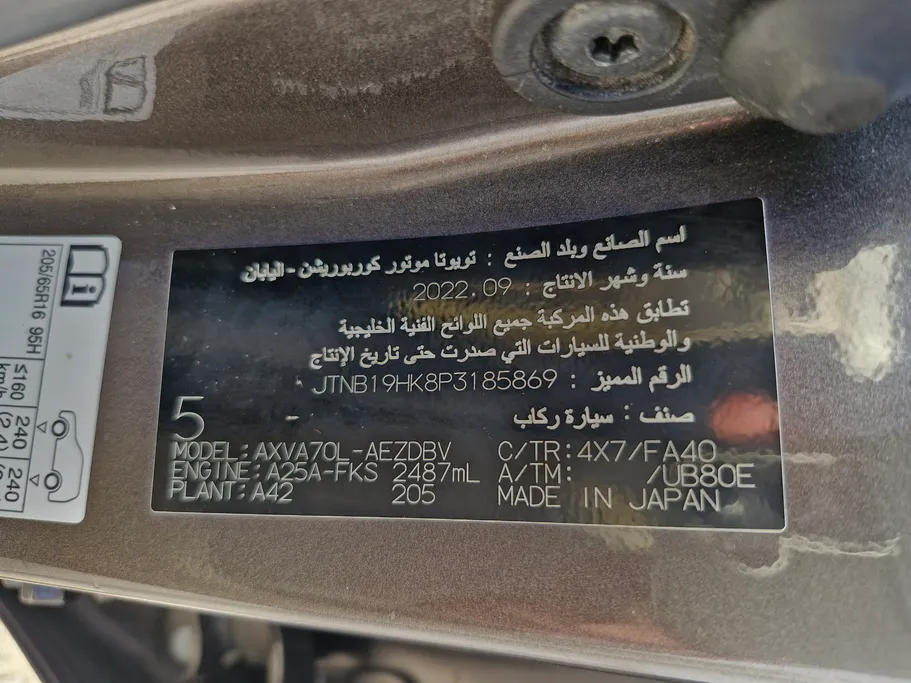 اسم الصانع وبلد الصنع : تويوتا موتور كوربوريشن - اليابان
سنة وشهر الانتاج : 2022.09
تطابق هذه المركبة جميع اللوائح الفنية الخليجية
والوطنية للسيارات التي صدرت حتى تاريخ الإنتاج
الرقم المميز : JTNB19HK8P3185869
صنف : سيارة ركاب
5
MODEL:AXVA70L-AEZDBV C/TR:4X7/FA40
ENGINE:A25A-FKS 2487mL A/TM: /UB80E
PLANT:A42 205 MADE IN JAPAN
205/65R16 95H
≤160
km/h
240
240